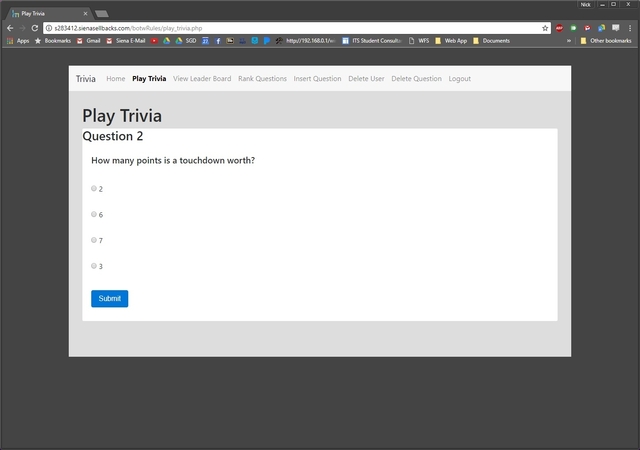 Play Trivia
Nick
s283412.sienasellbacks.com/botwRules/play_trivia.php
Apps Bookmarks Gmail Siena E-Mail SGD http://192.168.0.1/w ITS Student Consulta WFS Web App Documents » Other bookmarks
Trivia Home Play Trivia View Leader Board Rank Questions Insert Question Delete User Delete Question Logout
Play Trivia
Question 2
How many points is a touchdown worth?
2
6
7
3
Submit